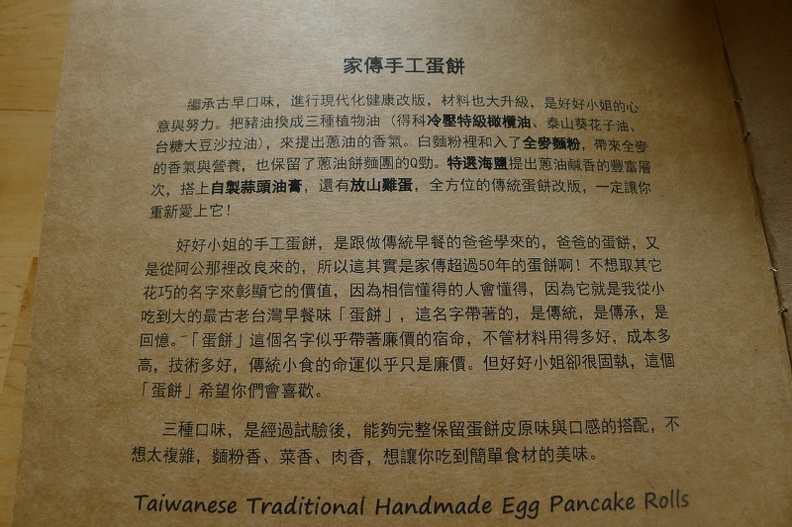 家傳手工蛋餅
繼承古早口味，進行現代化健康改版，材料也大升級，是好好小姐的心
意與努力。把豬油換成三種植物油（得科冷壓特級橄欖油、泰山葵花子油、
台糖大豆沙拉油），來提出蔥油的香氣。白麵粉裡和入了全麥麵粉，帶來全麥
的香氣與營養，也保留了蔥油餅麵團的Q勁。特選海鹽提出蔥油鹹香的豐富層
次，搭上自製蒜頭油膏，還有放山雞蛋，全方位的傳統蛋餅改版，一定讓你
重新愛上它！
好好小姐的手工蛋餅，是跟做傳統早餐的爸爸學來的，爸爸的蛋餅，又
是從阿公那裡改良來的，所以這其實是家傳超過50年的蛋餅啊！不想取其它
花巧的名字來彰顯它的價值，因為相信懂得的人會懂得，因為它就是我從小
吃到大的最古老台灣早餐味「蛋餅」，這名字帶著的，是傳統，是傳承，是
回憶。「蛋餅」這個名字似乎帶著廉價的宿命，不管材料用得多好，成本多
高，技術多好，傳統小食的命運似乎只是廉價。但好好小姐卻很固執，這個
「蛋餅」希望你們會喜歡。
三種口味，是經過試驗後，能夠完整保留蛋餅皮原味與口感的搭配，不
想太複雜，麵粉香、菜香、肉香，想讓你吃到簡單食材的美味。
Taiwanese Traditional Handmade Egg Pancake Rolls